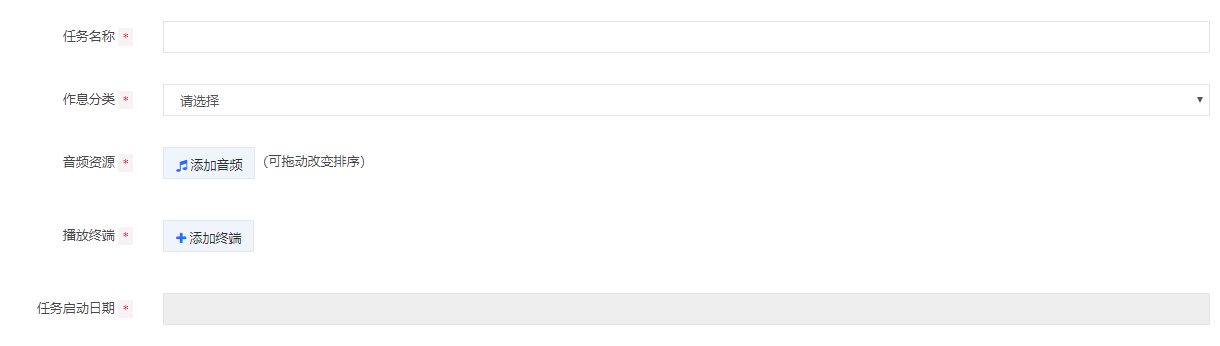 任务名称 *
作息分类 * 请选择
音频资源 * 添加音频 (可拖动改变排序)
播放终端 * 添加终端
任务启动日期 *